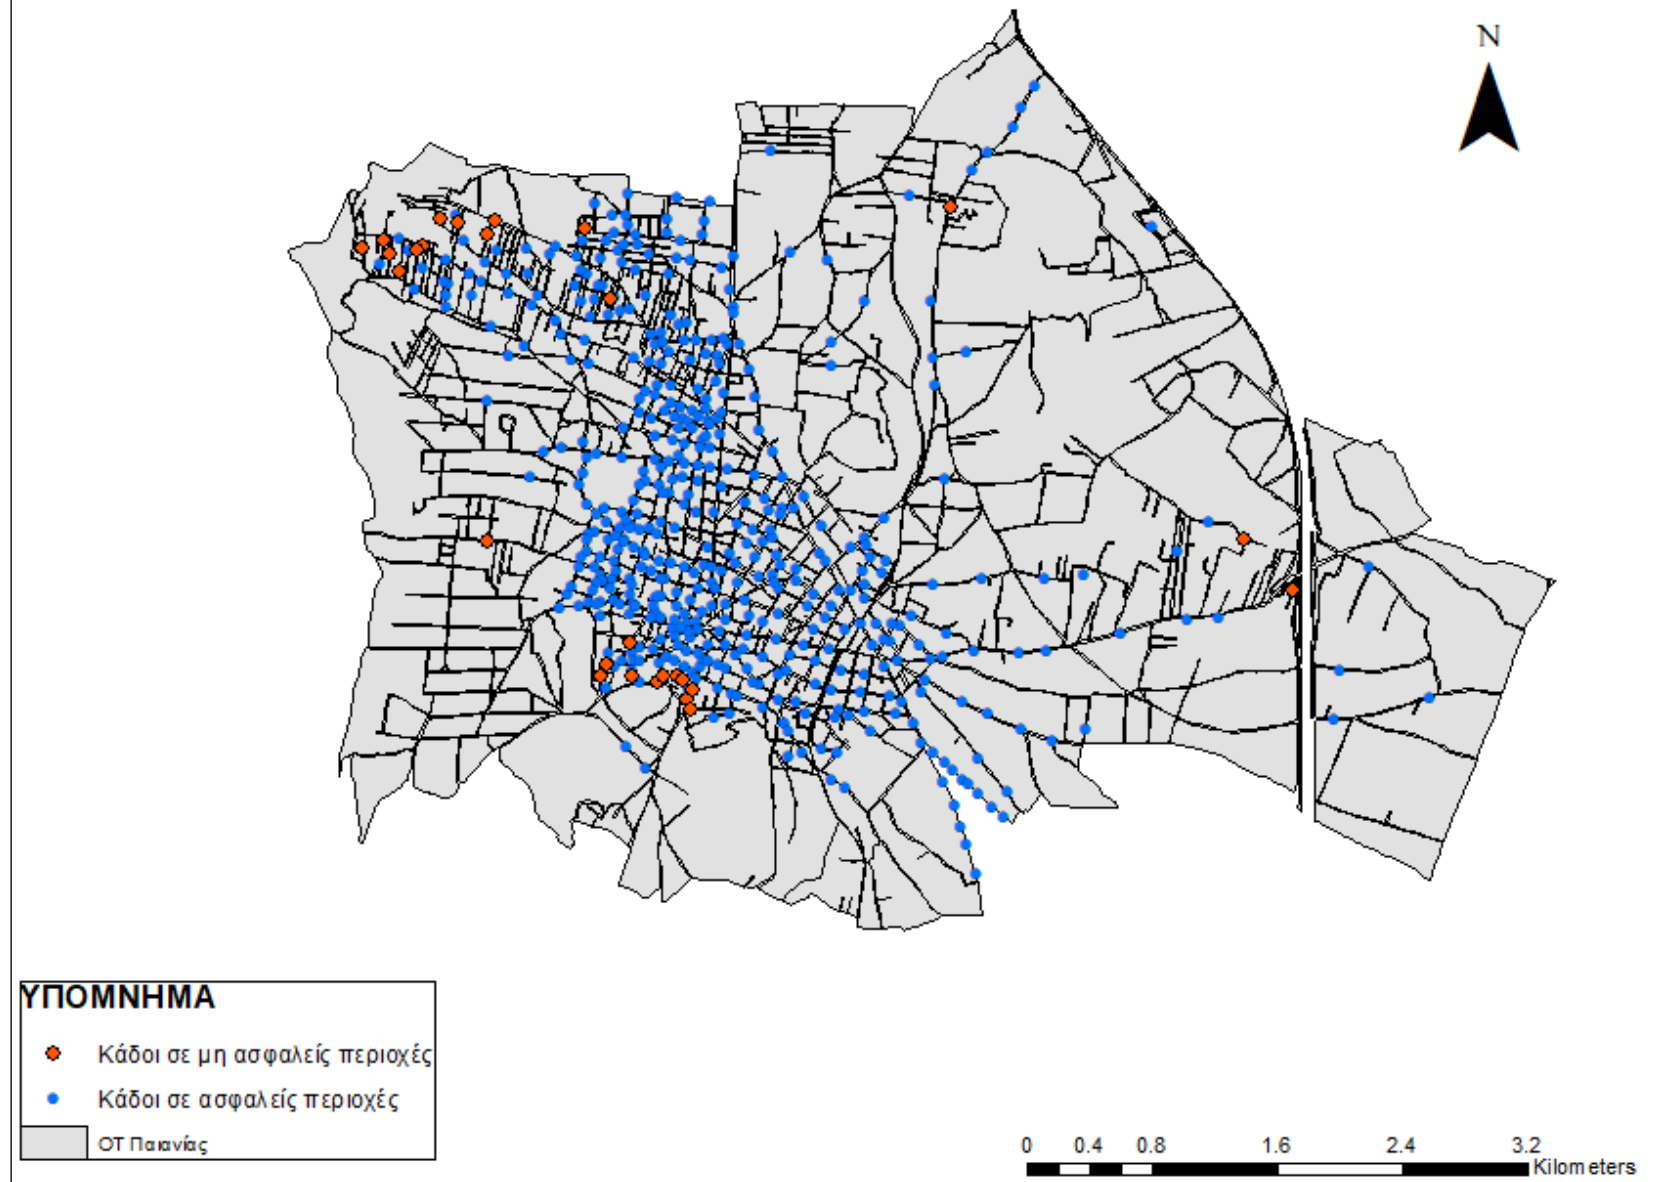 N
ΥΠΟΜΝΗΜΑ
Κάδοι σε μη ασφαλείς περιοχές
Κάδοι σε ασφαλείς περιοχές
ΟΤ Παιανίας
0 0.4 0.8 1.6 2.4 3.2
Kilometers